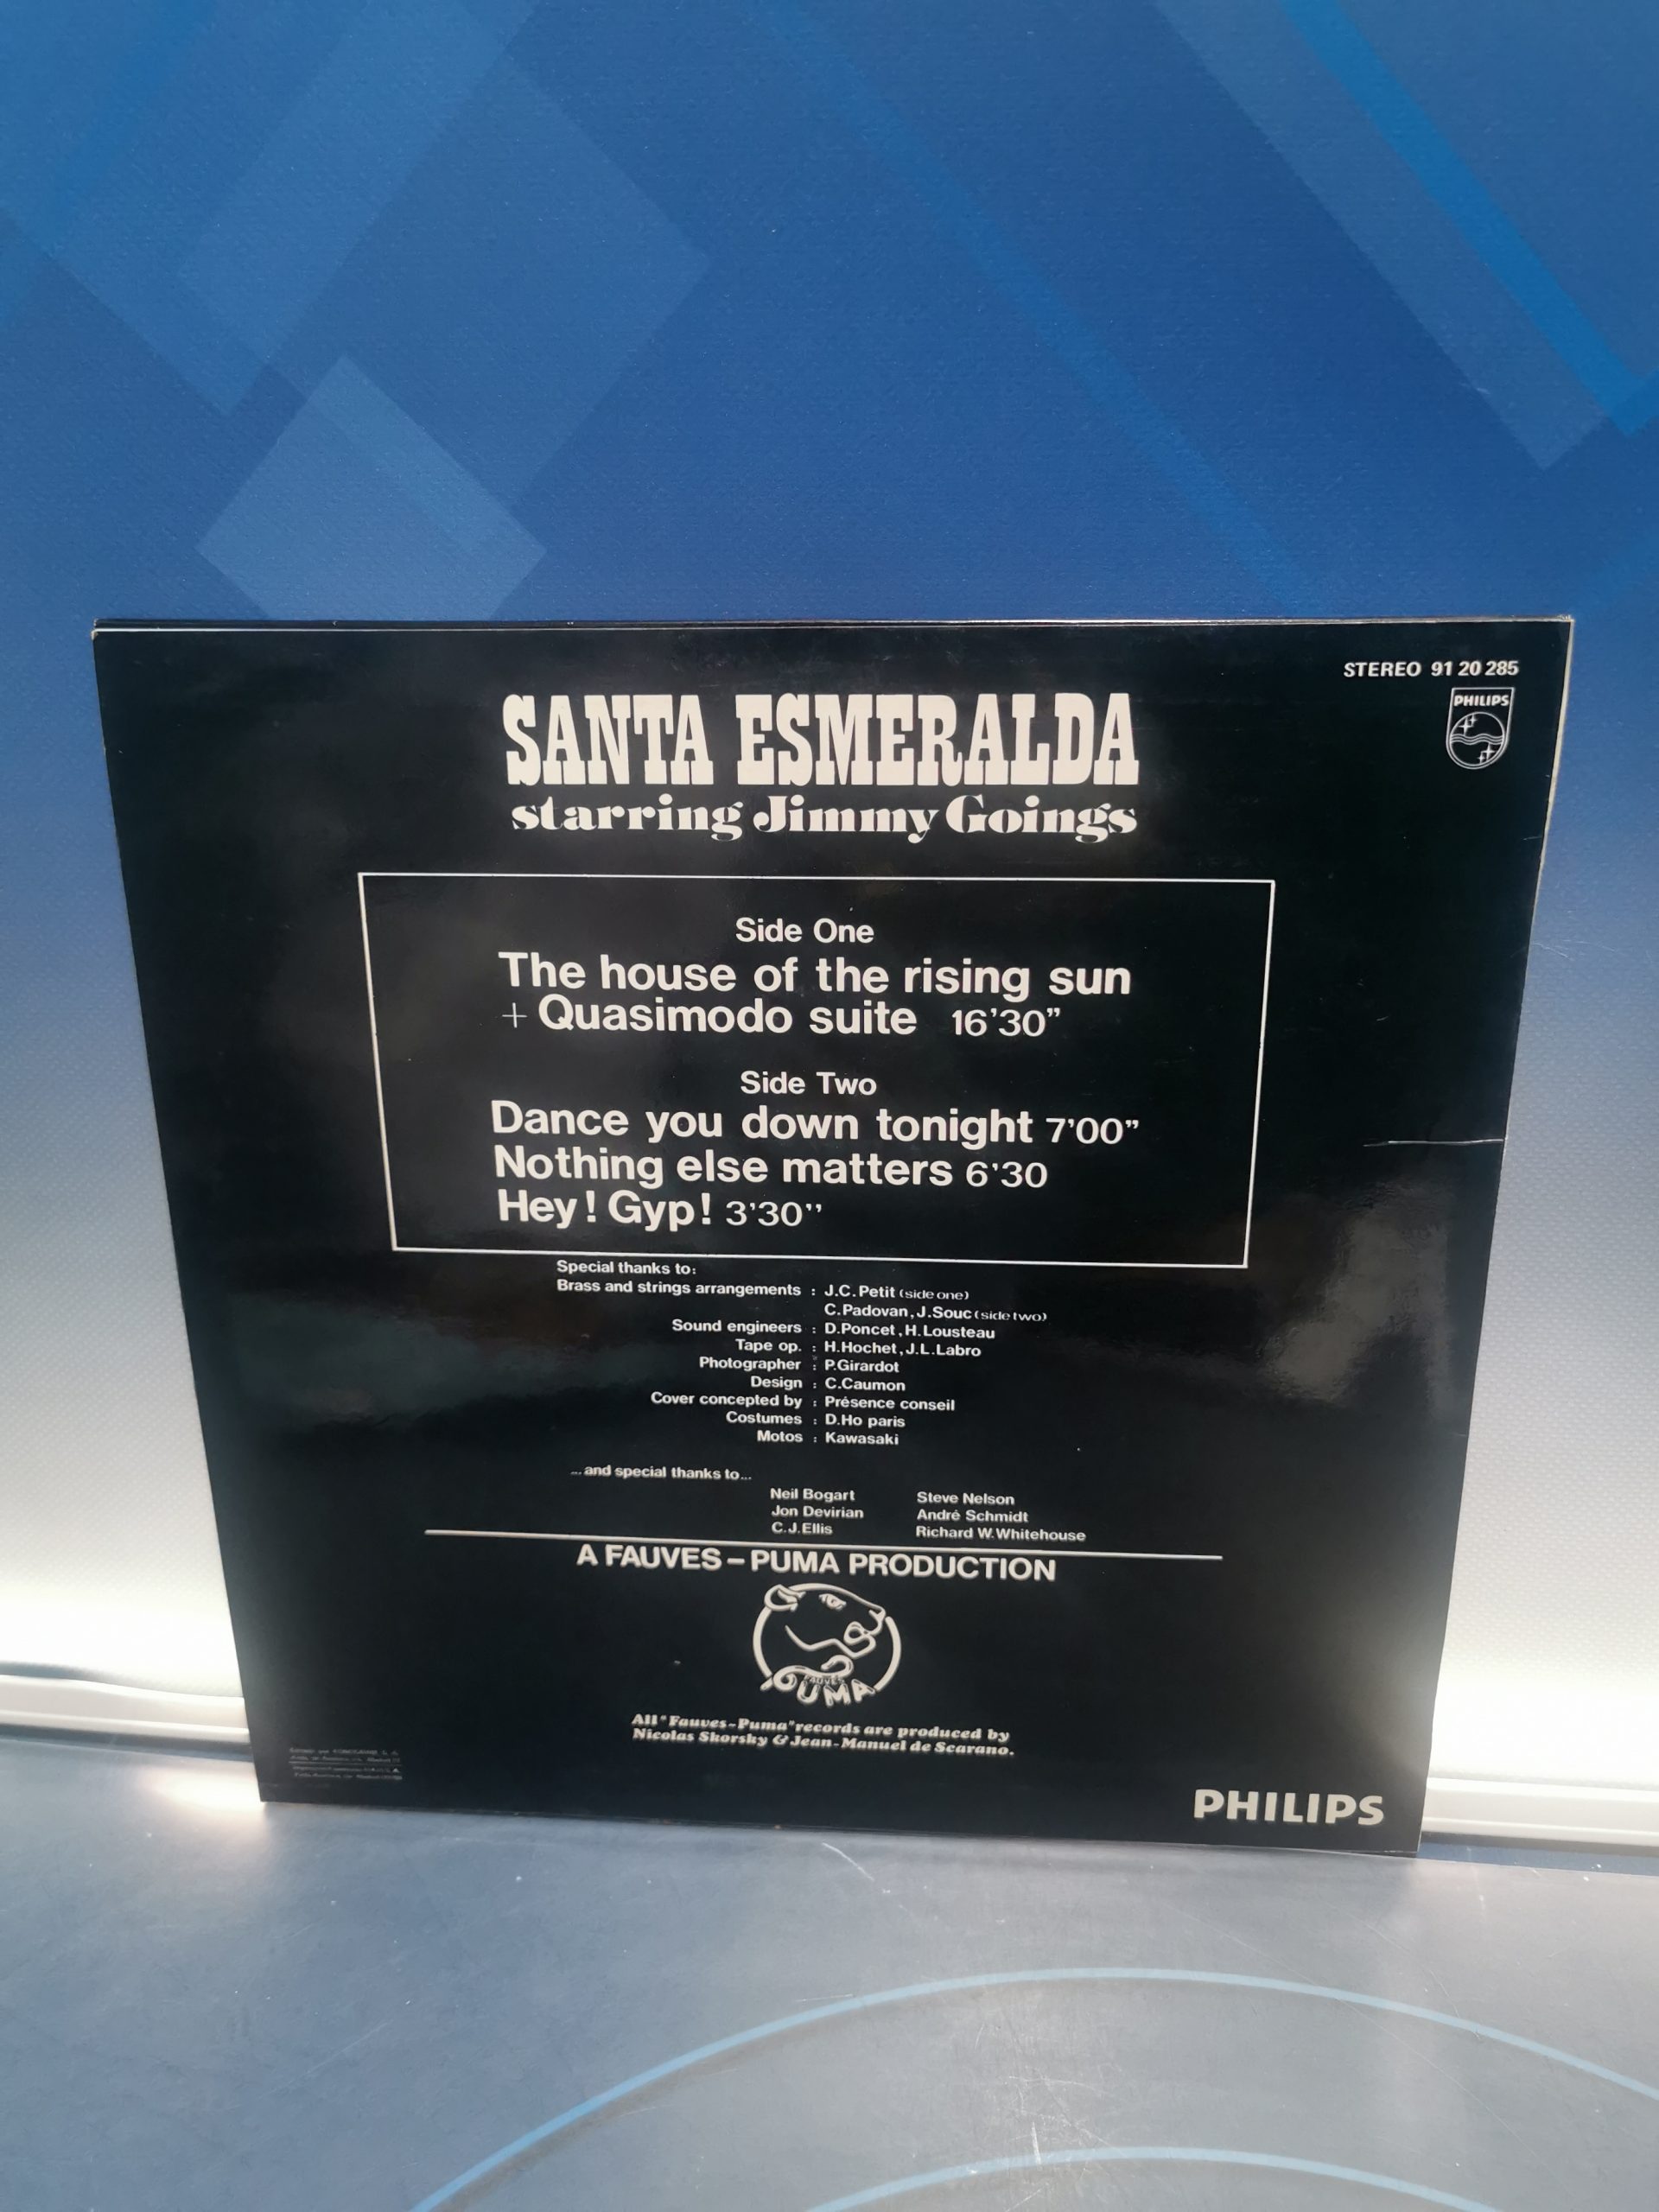 STEREO 91 20 285
PHILIPS
SANTA ESMERALDA
starring Jimmy Goings
Side One
The house of the rising sun
+ Quasimodo suite 16'30"
Side Two
Dance you down tonight 7'00"
Nothing else matters 6'30
Hey! Gyp! 3'30''
Special thanks to:
Brass and strings arrangements : J.C.Petit (side one)
C.Padovan, J.Souc (side two)
Sound engineers : D.Poncet, H.Lousteau
Tape op. : H.Hochet, J.L.Labro
Photographer : P.Girardot
Design : C.Caumon
Cover concepted by : Présence conseil
Costumes : D.Ho paris
Motos : Kawasaki
...and special thanks to...
Neil Bogart Steve Nelson
Jon Devirian André Schmidt
C.J.Ellis Richard W.Whitehouse
A FAUVES - PUMA PRODUCTION
FAUVES
PUMA
All "Fauves-Puma" records are produced by
Nicolas Skorsky & Jean-Manuel de Scarano.
PHILIPS